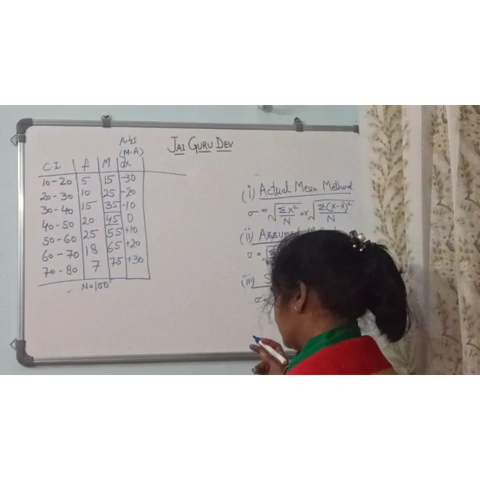 JAI GURU DEV
A=45
(M-A)
C I f M dx
10-20 5 15 -30
20-30 10 25 -20
30-40 15 35 -10
40-50 20 45 0
50-60 25 55 +10
60-70 18 65 +20
70-80 7 75 +30
N=100
(i) Actual Mean Method
σ = √Σx²/N or √Σ(X-X̄)²/N
(ii)
σ = √
(iii) S
σ =